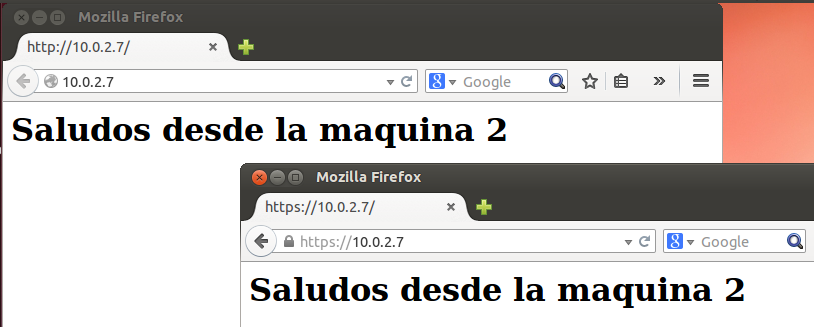 Mozilla Firefox
http://10.0.2.7/
10.0.2.7
Google
Saludos desde la maquina 2
Mozilla Firefox
https://10.0.2.7/
https://10.0.2.7
Google
Saludos desde la maquina 2